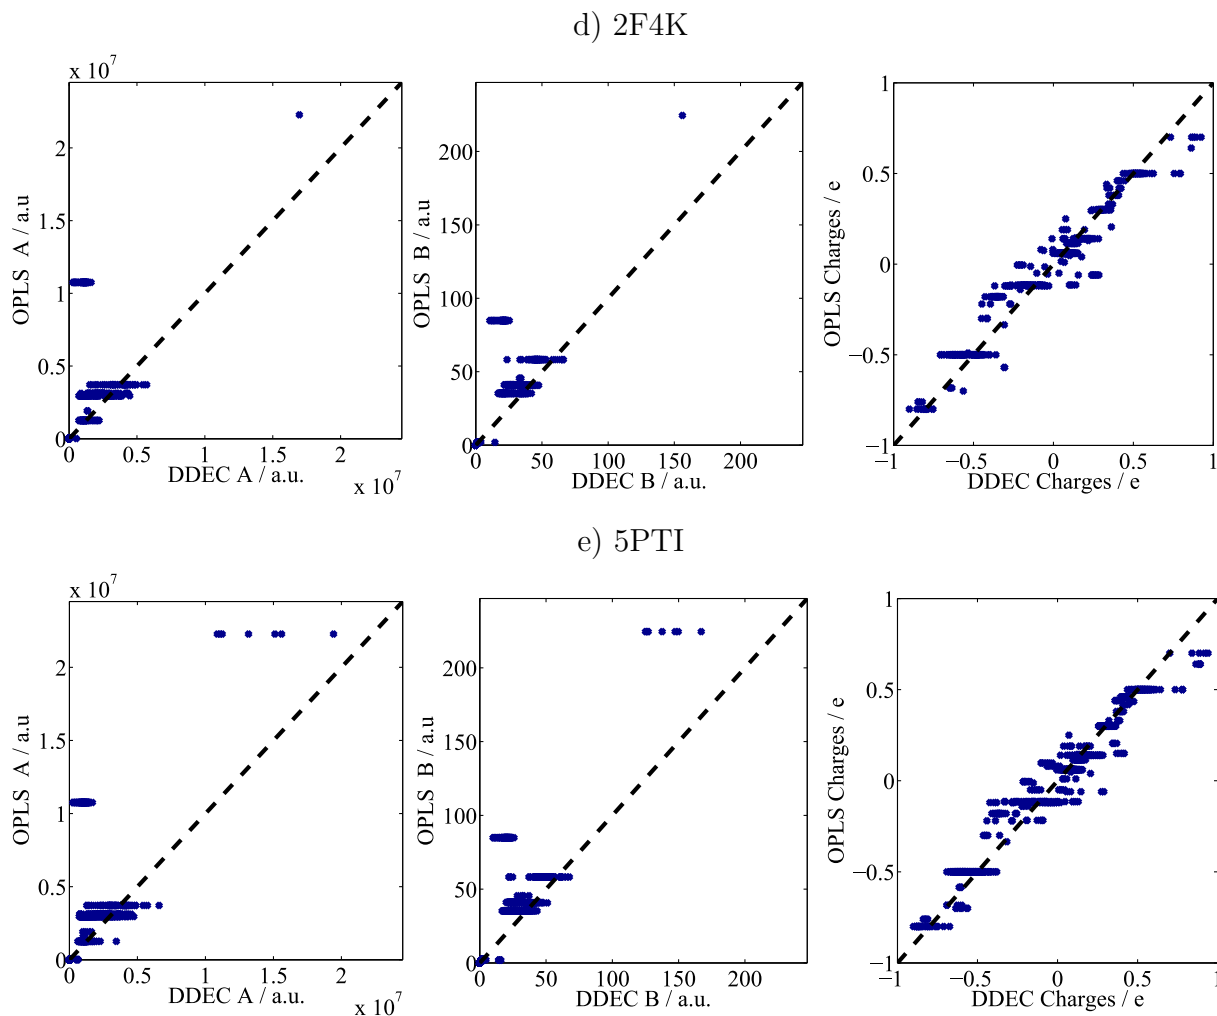 d) 2F4K
x 10^7
2
1
0.5
0
OPLS A / a.u
0 0.5 1 1.5 2
DDEC A / a.u.
x 10^7
200
150
100
50
0
OPLS B / a.u
0 50 100 150 200
DDEC B / a.u.
1
0.5
0
−0.5
−1
OPLS Charges / e
−1 −0.5 0 0.5 1
DDEC Charges / e
e) 5PTI
x 10^7
2
1
0.5
0
OPLS A / a.u
0 0.5 1 1.5 2
DDEC A / a.u.
x 10^7
200
150
100
50
0
OPLS B / a.u
0 50 100 150 200
DDEC B / a.u.
1
0.5
0
−0.5
−1
OPLS Charges / e
−1 −0.5 0 0.5 1
DDEC Charges / e